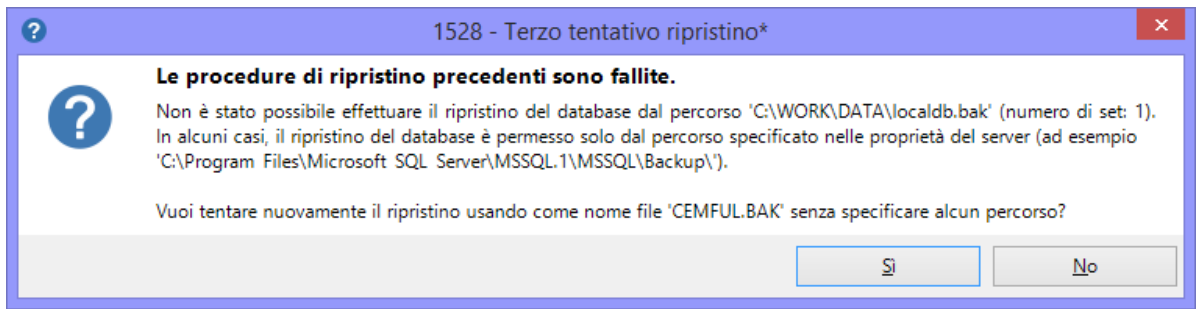 1528 - Terzo tentativo ripristino*
Le procedure di ripristino precedenti sono fallite.
Non è stato possibile effettuare il ripristino del database dal percorso 'C:\WORK\DATA\localdb.bak' (numero di set: 1).
In alcuni casi, il ripristino del database è permesso solo dal percorso specificato nelle proprietà del server (ad esempio
'C:\Program Files\Microsoft SQL Server\MSSQL.1\MSSQL\Backup\').
Vuoi tentare nuovamente il ripristino usando come nome file 'CEMFUL.BAK' senza specificare alcun percorso?
Sì
No